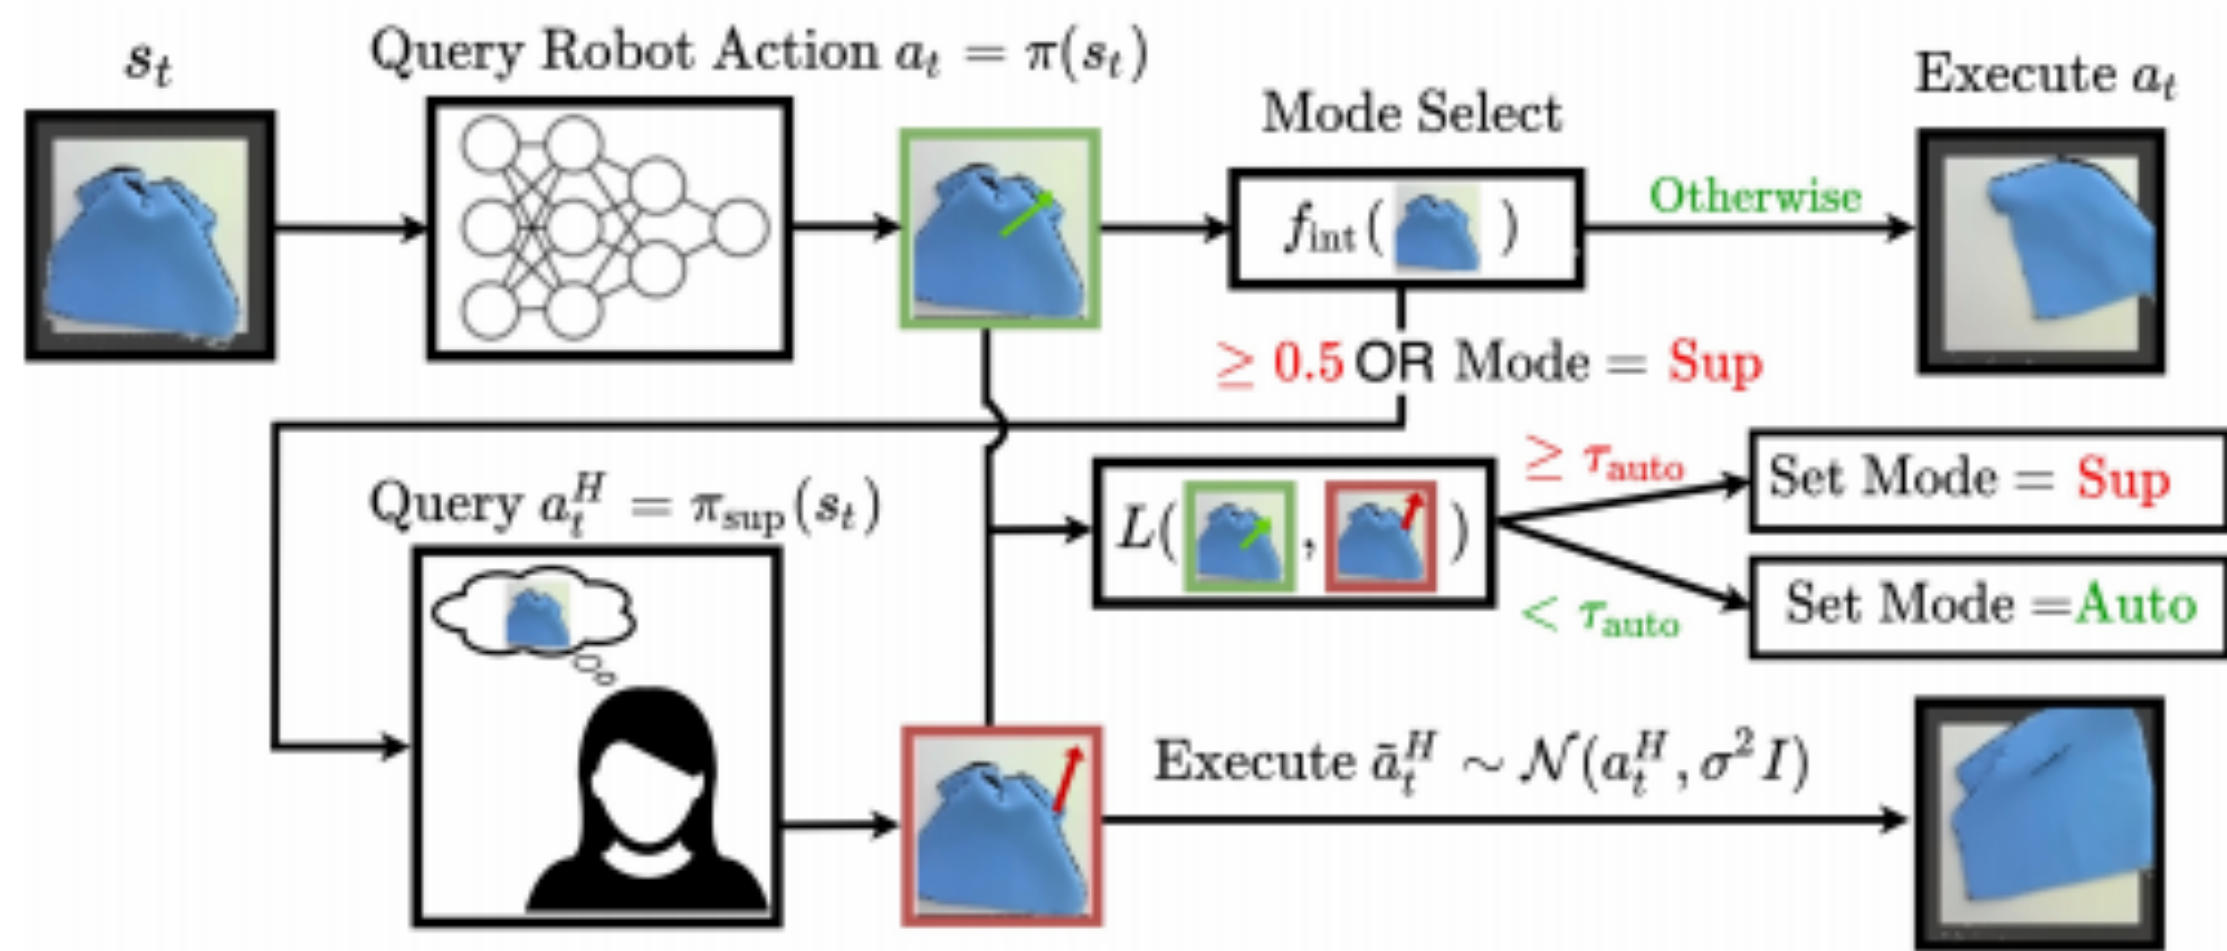 s_t
Query Robot Action a_t = π(s_t)
Mode Select
Execute a_t
f_int( )
Otherwise
≥ 0.5 OR Mode = Sup
Query a_t^H = π_sup(s_t)
L( , )
≥ τ_auto
Set Mode = Sup
< τ_auto
Set Mode =Auto
Execute ã_t^H ∼ 𝒩(a_t^H, σ²I)